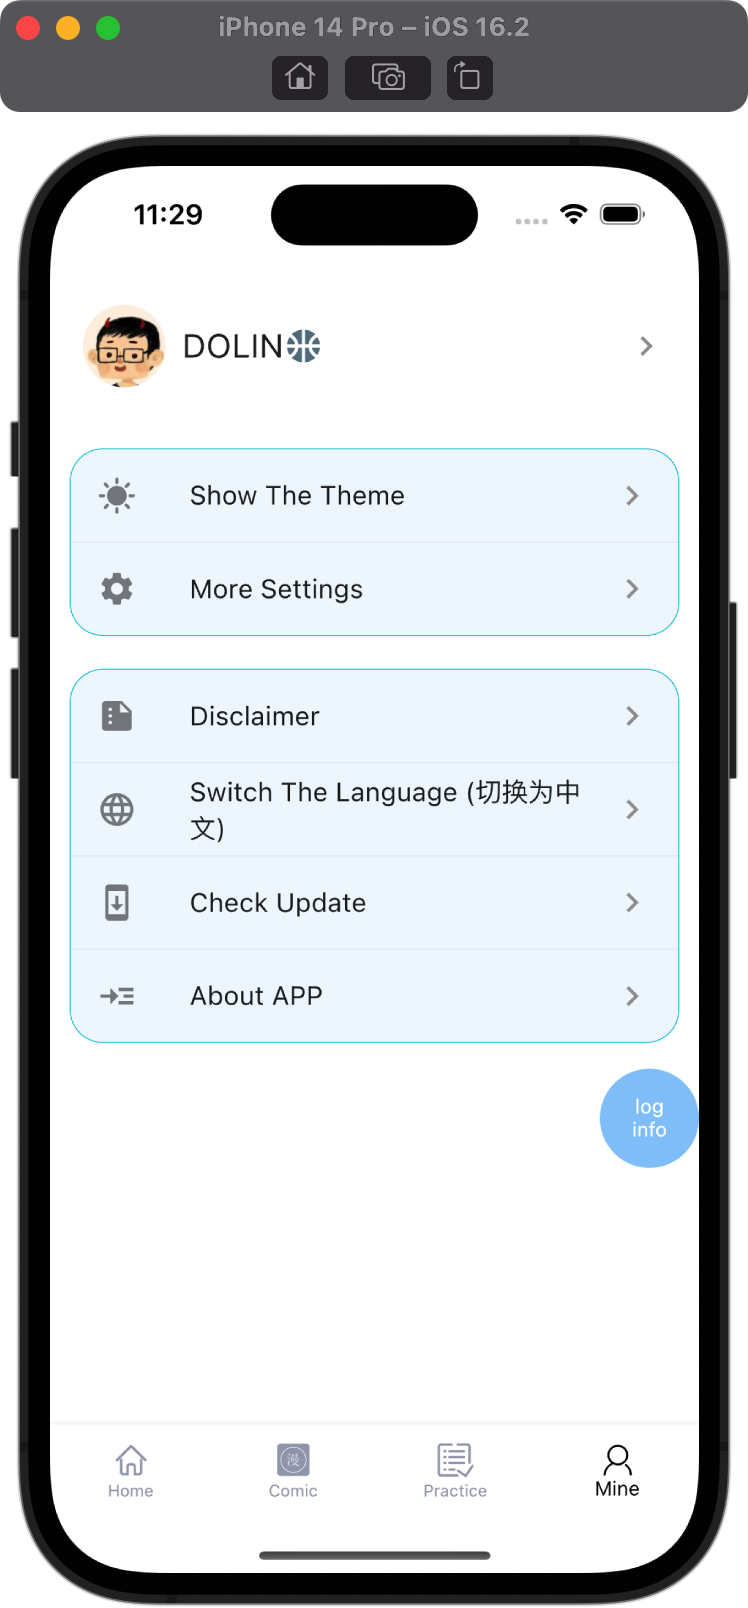 iPhone 14 Pro – iOS 16.2
11:29
DOLIN
Show The Theme
More Settings
Disclaimer
Switch The Language (切换为中
文)
Check Update
About APP
log
info
漫
Home
Comic
Practice
Mine